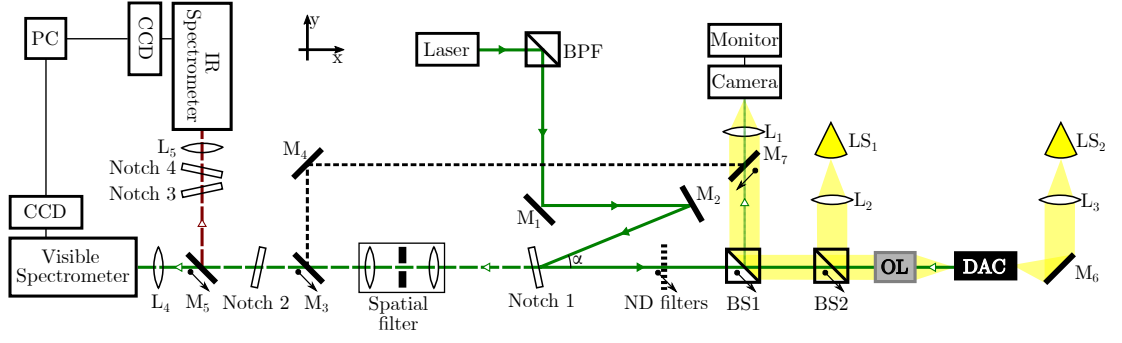 PC
CCD
IR
Spectrometer
y
x
Laser
BPF
Monitor
Camera
L1
LS1
LS2
L5
Notch 4
Notch 3
M4
M7
M1
M2
L2
L3
CCD
Visible
Spectrometer
L4
M5
Notch 2
M3
Spatial
filter
Notch 1
α
ND filters
BS1
BS2
OL
DAC
M6